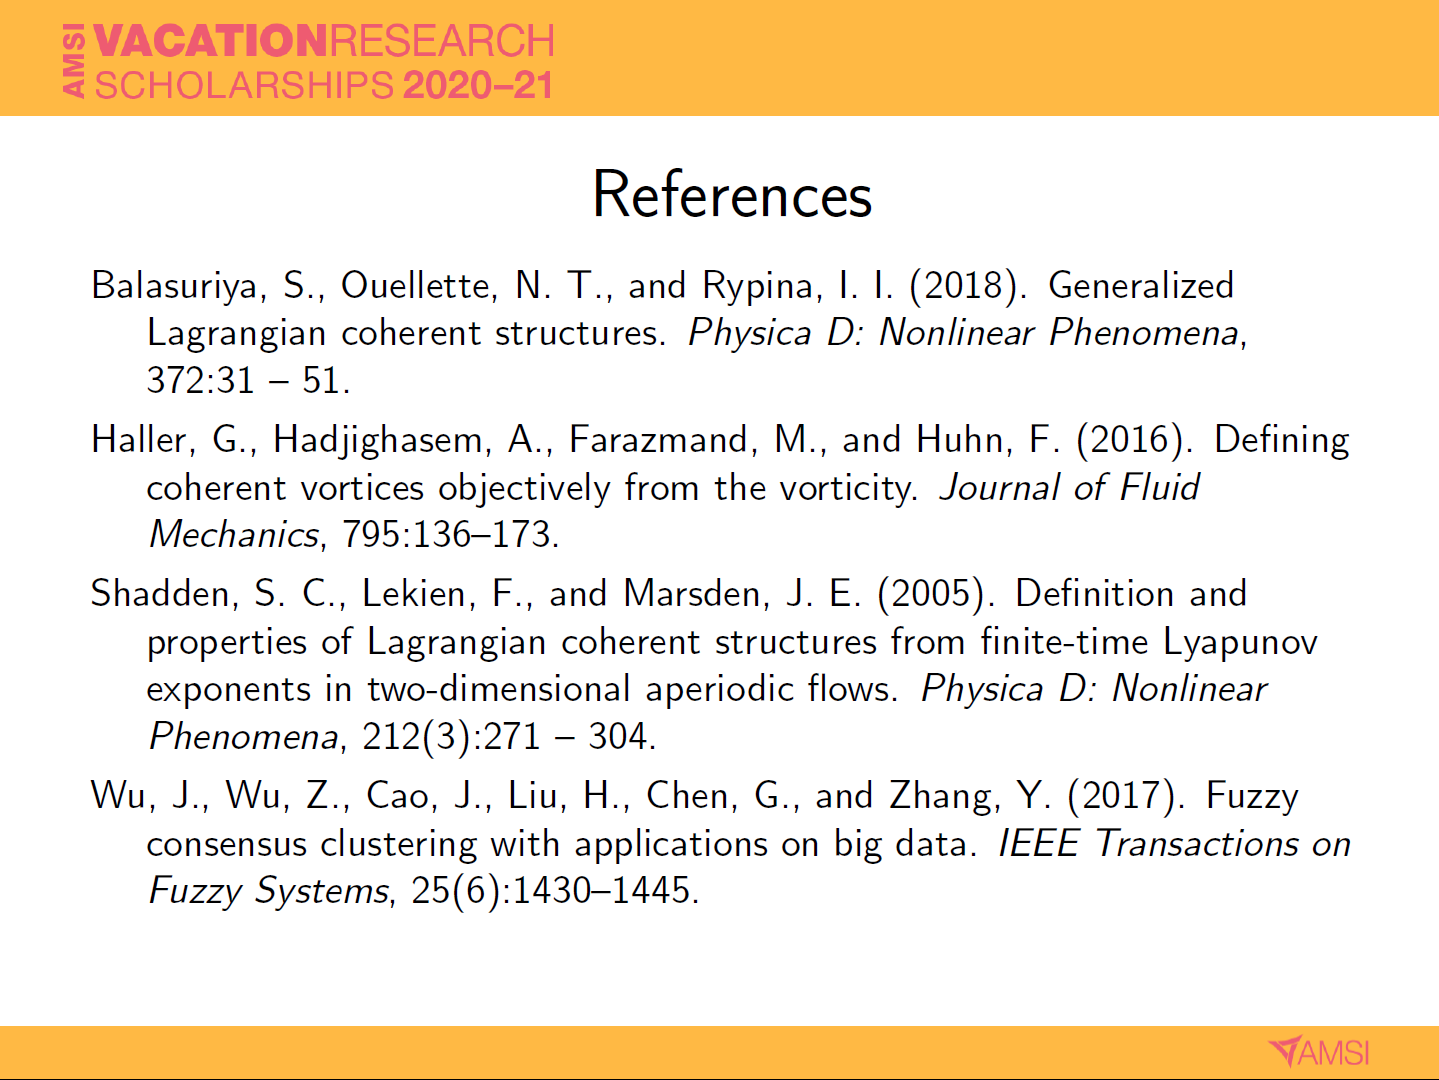 AMSI
VACATIONRESEARCH
SCHOLARSHIPS 2020–21
References
Balasuriya, S., Ouellette, N. T., and Rypina, I. I. (2018). Generalized
Lagrangian coherent structures. Physica D: Nonlinear Phenomena,
372:31 – 51.
Haller, G., Hadjighasem, A., Farazmand, M., and Huhn, F. (2016). Defining
coherent vortices objectively from the vorticity. Journal of Fluid
Mechanics, 795:136–173.
Shadden, S. C., Lekien, F., and Marsden, J. E. (2005). Definition and
properties of Lagrangian coherent structures from finite-time Lyapunov
exponents in two-dimensional aperiodic flows. Physica D: Nonlinear
Phenomena, 212(3):271 – 304.
Wu, J., Wu, Z., Cao, J., Liu, H., Chen, G., and Zhang, Y. (2017). Fuzzy
consensus clustering with applications on big data. IEEE Transactions on
Fuzzy Systems, 25(6):1430–1445.
AMSI